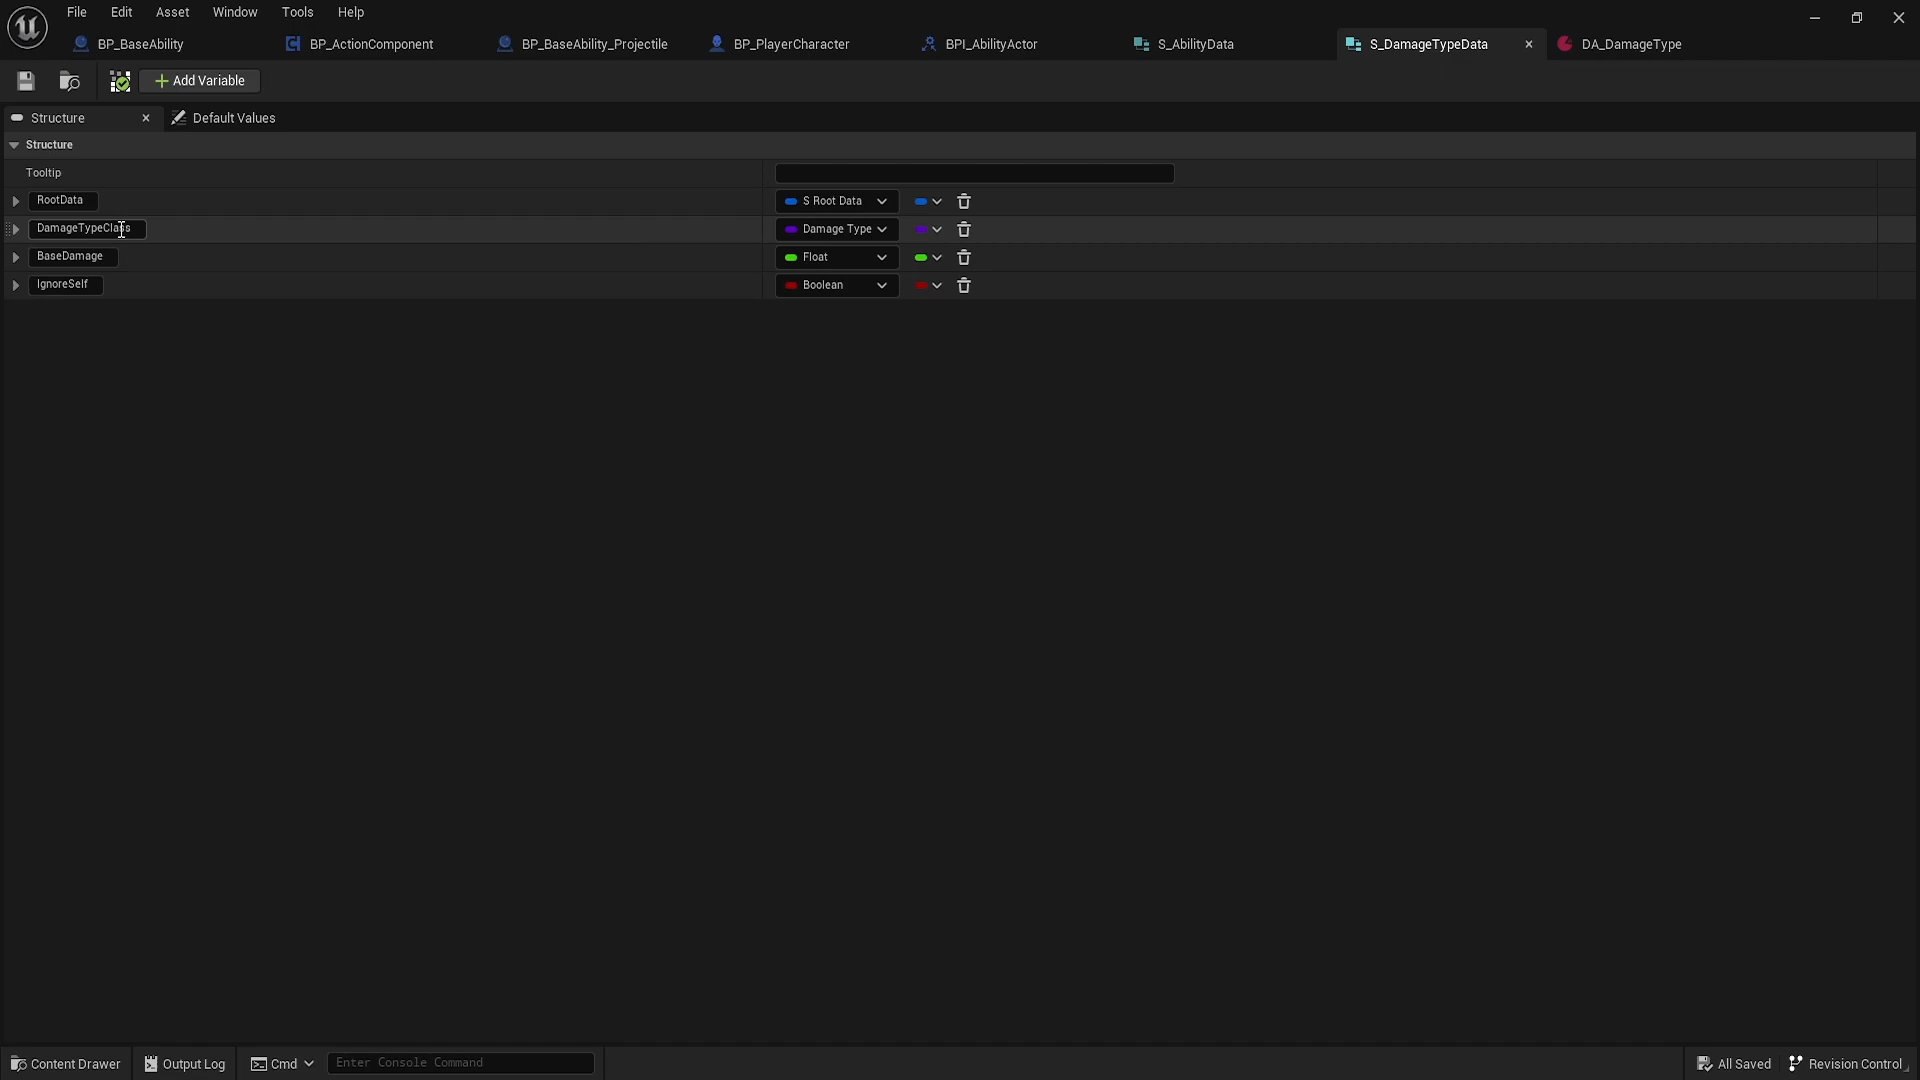 File Edit Asset Window Tools Help
BP_BaseAbility BP_ActionComponent BP_BaseAbility_Projectile BP_PlayerCharacter BPI_AbilityActor S_AbilityData S_DamageTypeData DA_DamageType
Add Variable
Structure Default Values
Structure
Tooltip
RootData S Root Data
DamageTypeClass Damage Type
BaseDamage Float
IgnoreSelf Boolean
Content Drawer Output Log Cmd Enter Console Command All Saved Revision Control